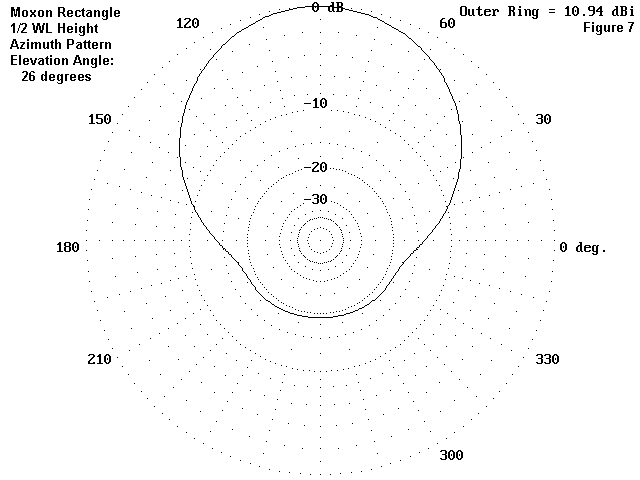 Moxon Rectangle
1/2 WL Height
Azimuth Pattern
Elevation Angle:
26 degrees
0 dB
Outer Ring = 10.94 dBi
Figure 7
120
60
-10
150
30
-20
-30
180
0 deg.
210
330
300